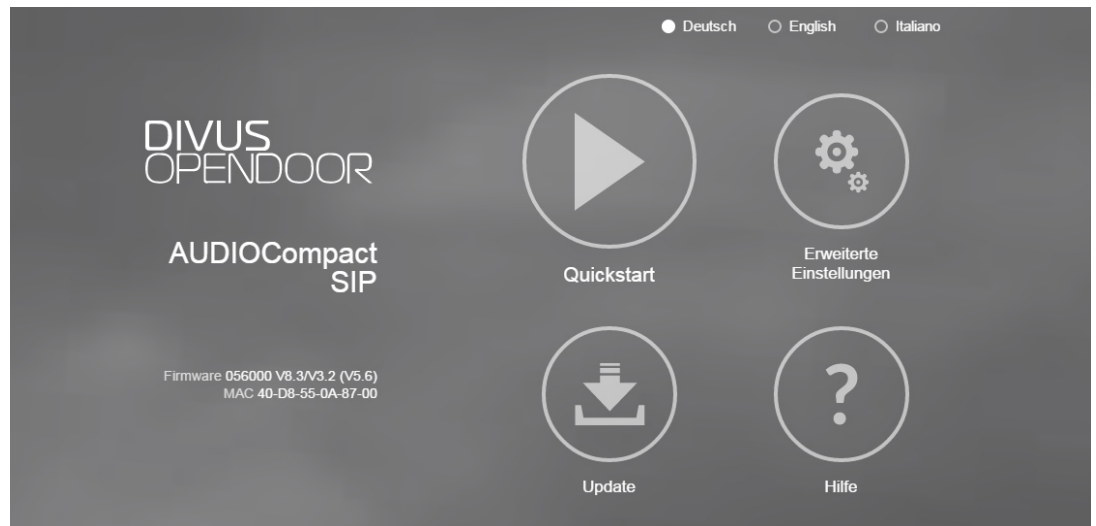 Deutsch English Italiano
DIVUS
OPENDOOR
AUDIOCompact
SIP
Firmware 056000 V8.3/V3.2 (V5.6)
MAC 40-D8-55-0A-87-00
Quickstart
Erweiterte
Einstellungen
Update
Hilfe